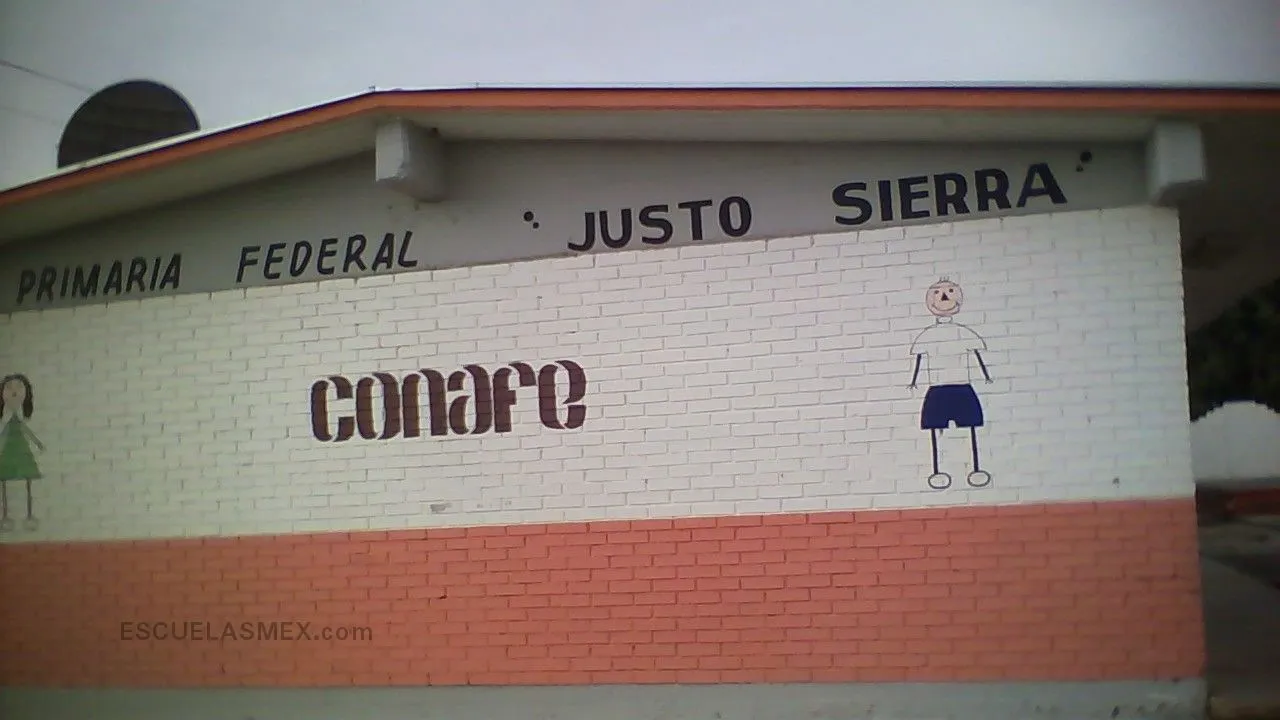 PRIMARIA FEDERAL "JUSTO SIERRA"
conafe
ESCUELASMEX.com